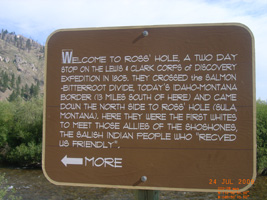 WELCOME TO ROSS' HOLE, A TWO DAY
STOP ON THE LEWIS & CLARK CORPS of DISCOVERY
EXPEDITION IN 1805. THEY CROSSED the SALMON
-BITTERROOT DIVIDE, TODAY'S IDAHO-MONTANA
BORDER (13 MILES SOUTH OF HERE) AND CAME
DOWN THE NORTH SIDE TO ROSS' HOLE (SULA,
MONTANA). HERE THEY WERE THE FIRST WHITES
TO MEET THOSE ALLIES OF THE SHOSHONES,
THE SALISH INDIAN PEOPLE WHO "RECVED
US FRIENDLY".
MORE
24 JUL